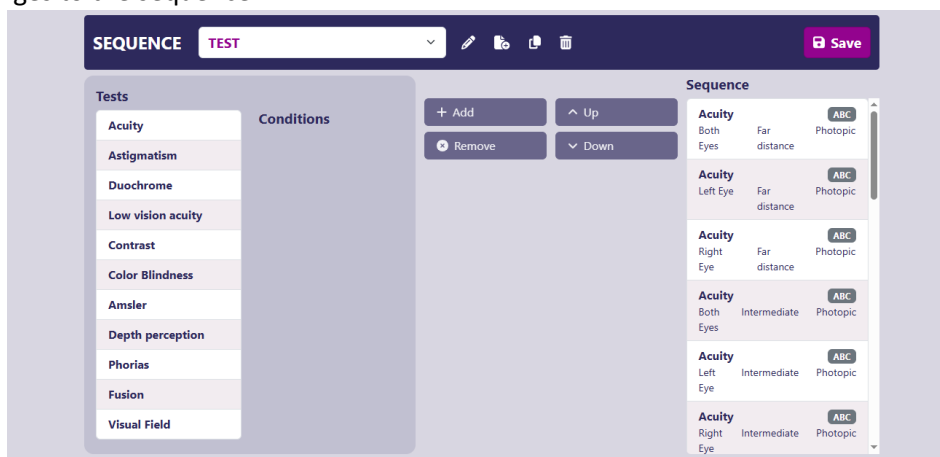 SEQUENCE TEST Save
Tests
Acuity
Astigmatism
Duochrome
Low vision acuity
Contrast
Color Blindness
Amsler
Depth perception
Phorias
Fusion
Visual Field
Conditions
+ Add
Up
Remove
Down
Sequence
Acuity ABC
Both Far Photopic
Eyes distance
Acuity ABC
Left Eye Far Photopic
distance
Acuity ABC
Right Far Photopic
Eye distance
Acuity ABC
Both Intermediate Photopic
Eyes
Acuity ABC
Left Intermediate Photopic
Eye
Acuity ABC
Right Intermediate Photopic
Eye